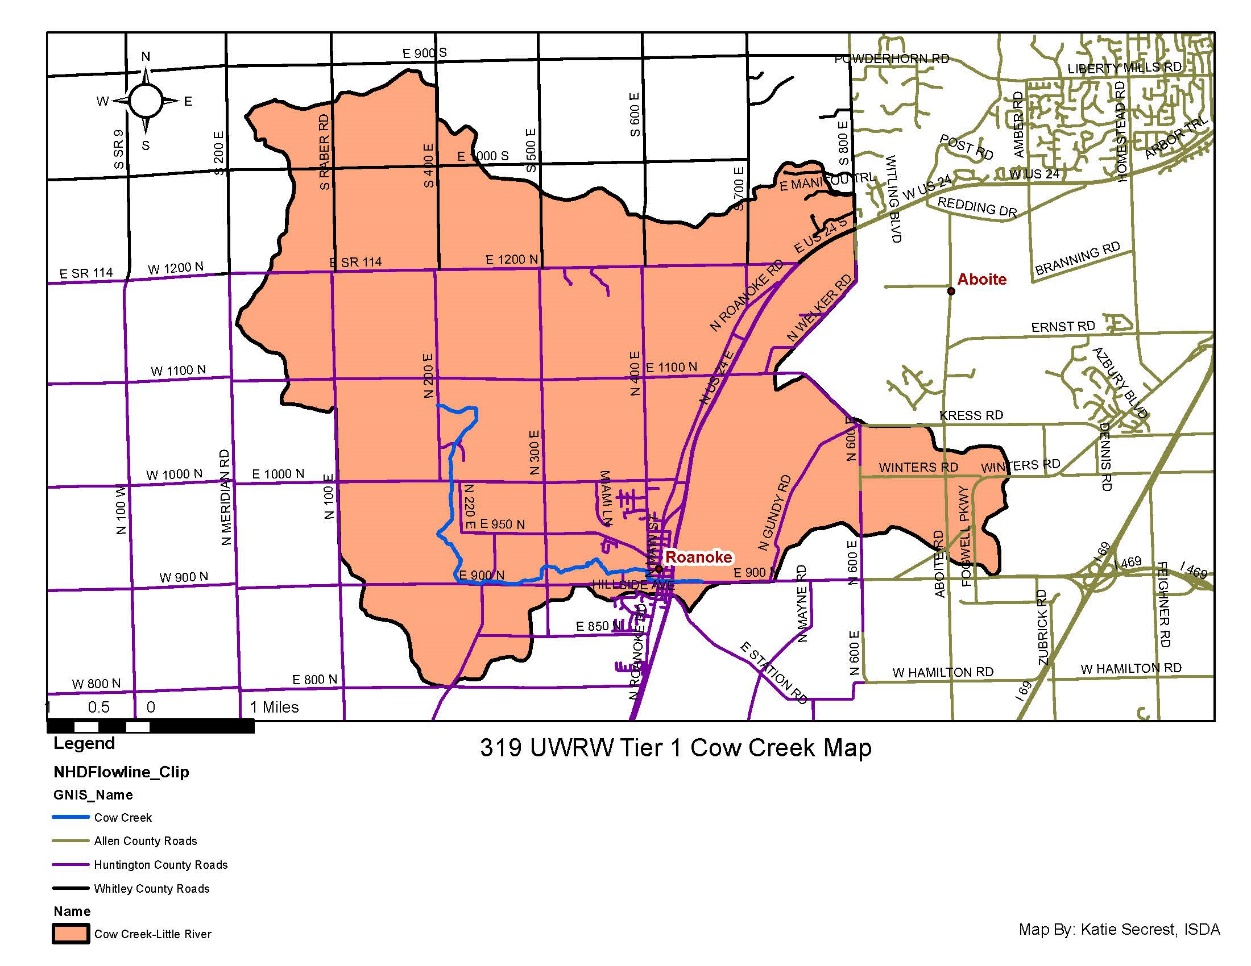 E 900 S
POWDERHORN RD
LIBERTY MILLS RD
N
W
E
S
S SR 9
S 200 E
S RABER RD
S 400 E
E 1000 S
S 500 E
S 600 E
S 700 E
S 800 E
E MANITOU TRL
WITLING BLVD
POST RD
AMBER RD
HOMESTEAD RD
ARBOR TRL
W US 24
W US 24
REDDING DR
E US 24 S
BRANNING RD
E SR 114
W 1200 N
E SR 114
E 1200 N
N ROANOKE RD
N WELKER RD
Aboite
ERNST RD
AZBURY BLVD
W 1100 N
N 200 E
N 400 E
E 1100 N
N US 24 E
KRESS RD
N 600 E
DENNIS RD
N MERIDIAN RD
N 300 E
W 1000 N
E 1000 N
WINTERS RD
WINTERS RD
N 100 W
N 100 E
N 220 E
MIAMI LN
N GUNDY RD
FOGWELL PKWY
E 950 N
Roanoke
ABOITE RD
I 69
I 469
I 469
W 900 N
E 900 N
HILLSIDE AVE
E 900 N
N 600 E
N MAYNE RD
FEIGHNER RD
ZUBRICK RD
E 850 N
N ROANOKE RD
E STATION RD
N 600 E
W HAMILTON RD
W HAMILTON RD
W 800 N
E 800 N
I 69
1 0.5 0 1 Miles
319 UWRW Tier 1 Cow Creek Map
Legend
NHDFlowline_Clip
GNIS_Name
Cow Creek
Allen County Roads
Huntington County Roads
Whitley County Roads
Name
Cow Creek-Little River
Map By: Katie Secrest, ISDA